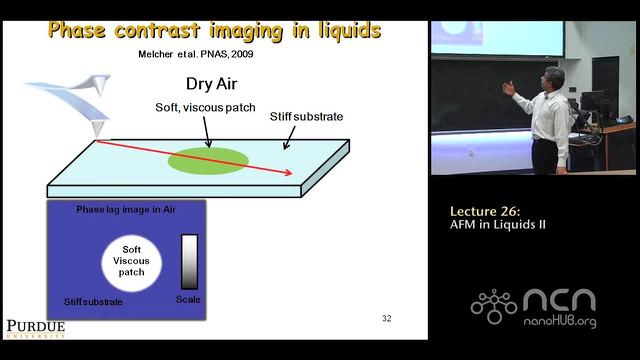 Phase contrast imaging in liquids
Melcher et al. PNAS, 2009
Dry Air
Soft, viscous patch
Stiff substrate
Phase lag image in Air
Soft
Viscous
patch
Stiff substrate
Scale
PURDUE
UNIVERSITY
32
Lecture 26:
AFM in Liquids II
ncn
nanoHUB.org